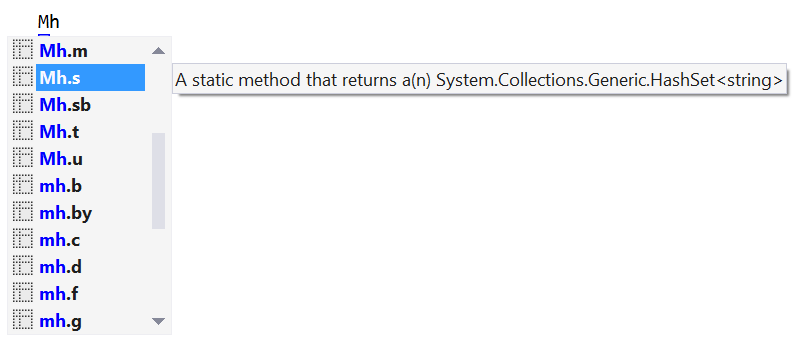 Mh
Mh.m
Mh.s
A static method that returns a(n) System.Collections.Generic.HashSet<string>
Mh.sb
Mh.t
Mh.u
mh.b
mh.by
mh.c
mh.d
mh.f
mh.g